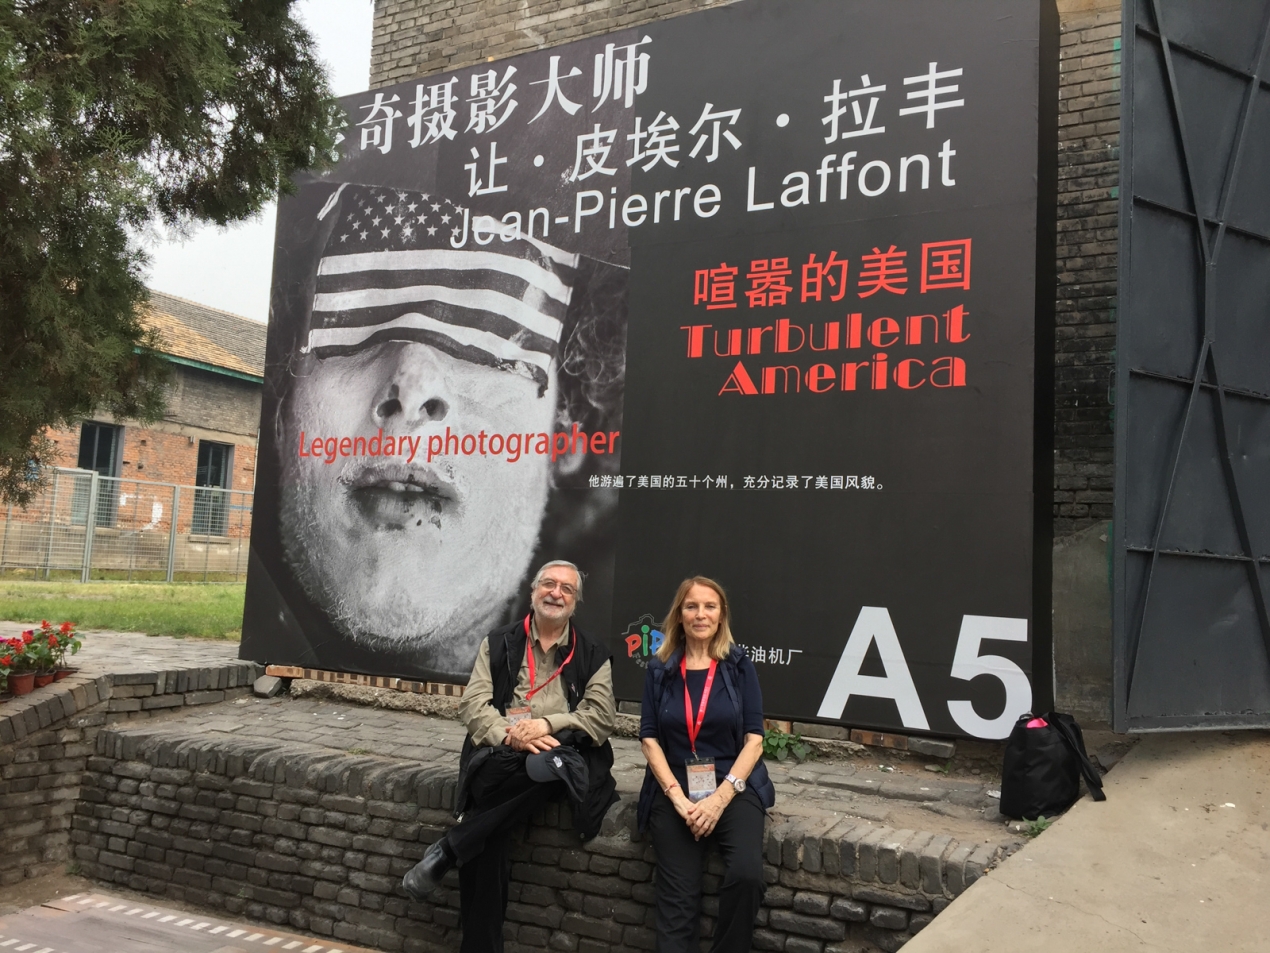 奇摄影大师
让·皮埃尔·拉丰
Jean-Pierre Laffont
喧嚣的美国
Turbulent
America
Legendary photographer
他游遍了美国的五十个州，充分记录了美国风貌。
油机厂
A5